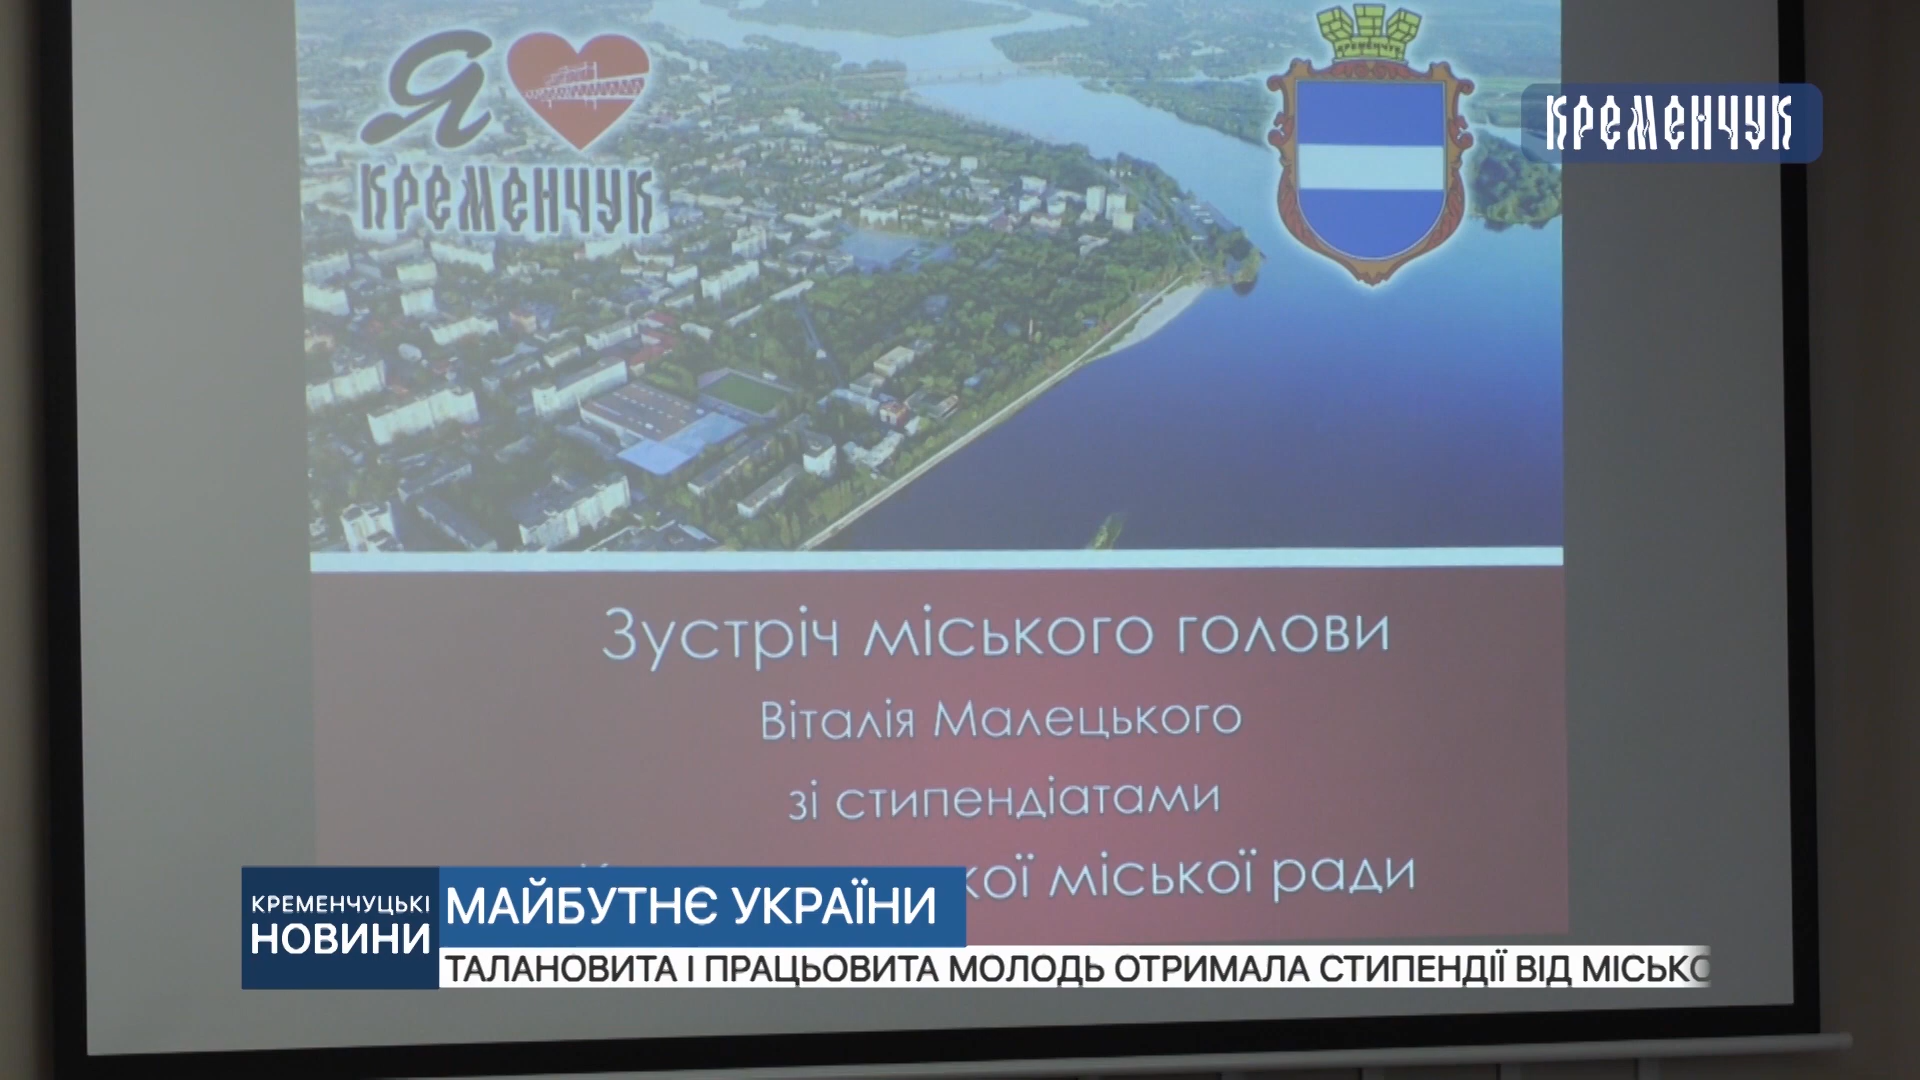 Я
КРЕМЕНЧУК
КРЕМЕНЧУК
КРЕМЕНЧУК
Зустріч міського голови
Віталія Малецького
зі стипендіатами
кої міської ради
КРЕМЕНЧУЦЬКІ
НОВИНИ
МАЙБУТНЄ УКРАЇНИ
ТАЛАНОВИТА І ПРАЦЬОВИТА МОЛОДЬ ОТРИМАЛА СТИПЕНДІЇ ВІД МІСЬКО